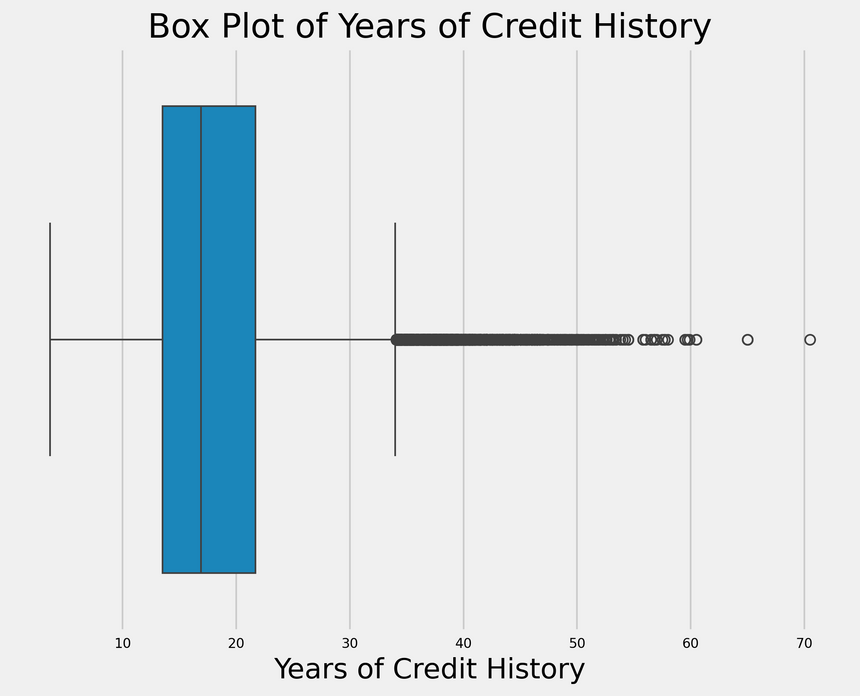 Box Plot of Years of Credit History
10 20 30 40 50 60 70
Years of Credit History